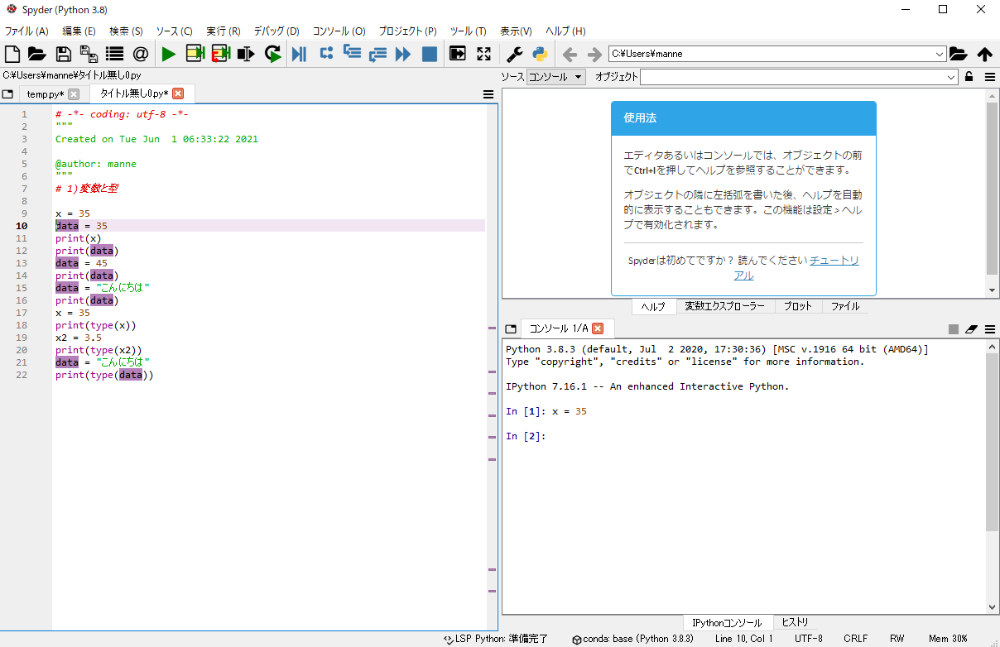 Spyder (Python 3.8)
ファイル (A) 編集 (E) 検索 (S) ソース (C) 実行 (R) デバッグ (D) コンソール (O) プロジェクト (P) ツール (T) 表示(V) ヘルプ (H)
C:¥Users¥manne
C:¥Users¥manne¥タイトル無し0.py
temp.py* タイトル無し0.py*
1 # -*- coding: utf-8 -*-
2 """
3 Created on Tue Jun  1 06:33:22 2021
4
5 @author: manne
6 """
7 # 1)変数と型
8
9 x = 35
10 data = 35
11 print(x)
12 print(data)
13 data = 45
14 print(data)
15 data = "こんにちは"
16 print(data)
17 x = 35
18 print(type(x))
19 x2 = 3.5
20 print(type(x2))
21 data = "こんにちは"
22 print(type(data))
ソース コンソール オブジェクト
使用法
エディタあるいはコンソールでは、オブジェクトの前
でCtrl+Iを押してヘルプを参照することができます。
オブジェクトの隣に左括弧を書いた後、ヘルプを自動
的に表示することもできます。この機能は設定 > ヘル
プで有効化されます。
Spyderは初めてですか？ 読んでください チュートリ
アル
ヘルプ 変数エクスプローラー プロット ファイル
コンソール 1/A
Python 3.8.3 (default, Jul  2 2020, 17:30:36) [MSC v.1916 64 bit (AMD64)]
Type "copyright", "credits" or "license" for more information.
IPython 7.16.1 -- An enhanced Interactive Python.
In [1]: x = 35
In [2]:
IPythonコンソール ヒストリ
LSP Python: 準備完了 conda: base (Python 3.8.3) Line 10, Col 1 UTF-8 CRLF RW Mem 30%